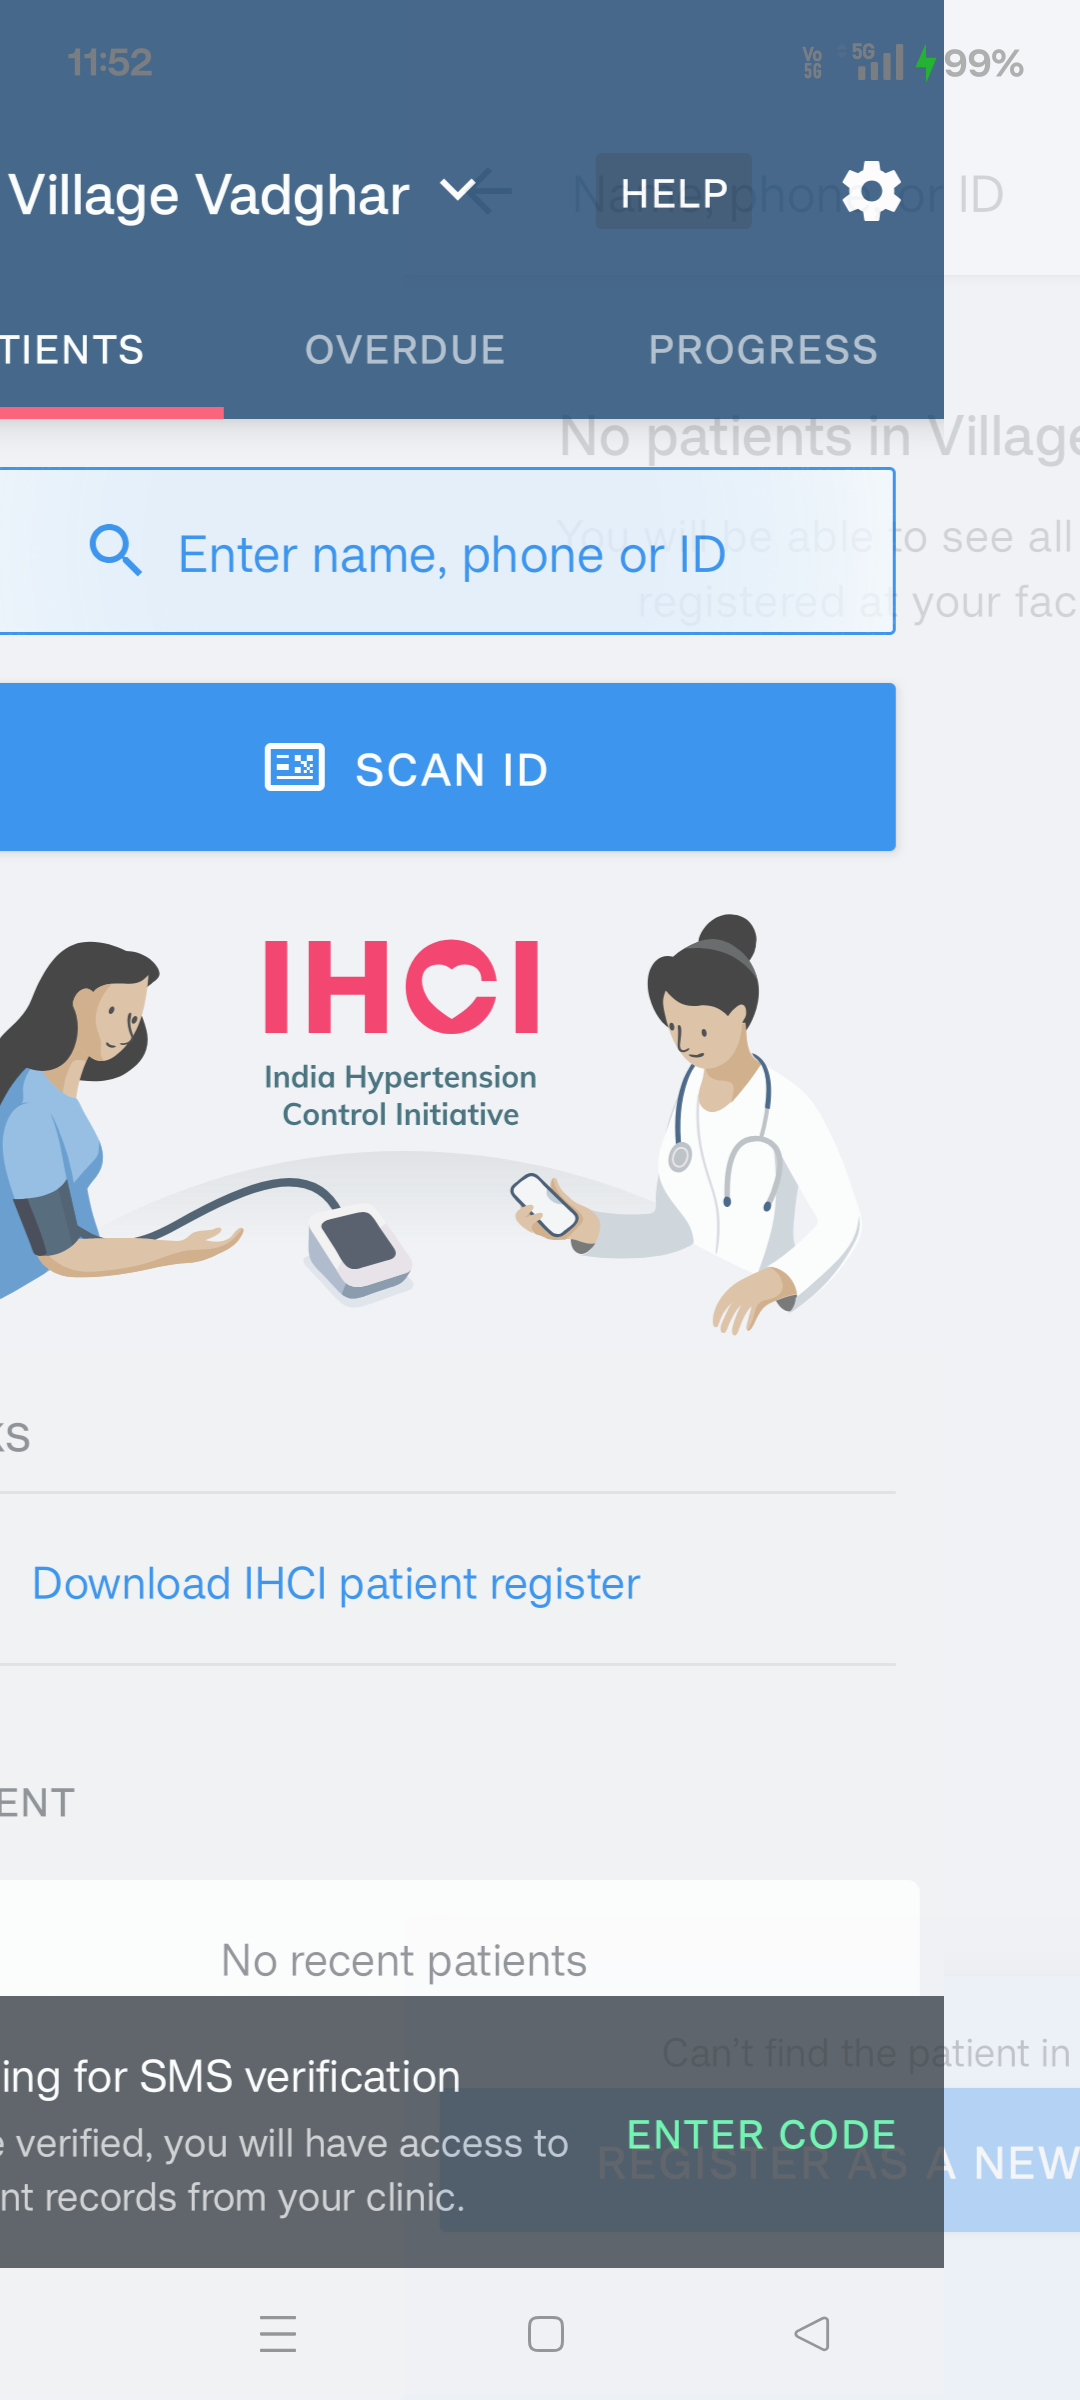 11:52
Vo 5G 5G 99%
Village Vadghar
HELP
Name, phone or ID
TIENTS OVERDUE PROGRESS
No patients in Village
Enter name, phone or ID
You will be able to see all
registered at your fac
SCAN ID
IHCI
India Hypertension
Control Initiative
KS
Download IHCI patient register
ENT
No recent patients
Can't find the patient in
ing for SMS verification
ENTER CODE
e verified, you will have access to
REGISTER AS A NEW
nt records from your clinic.